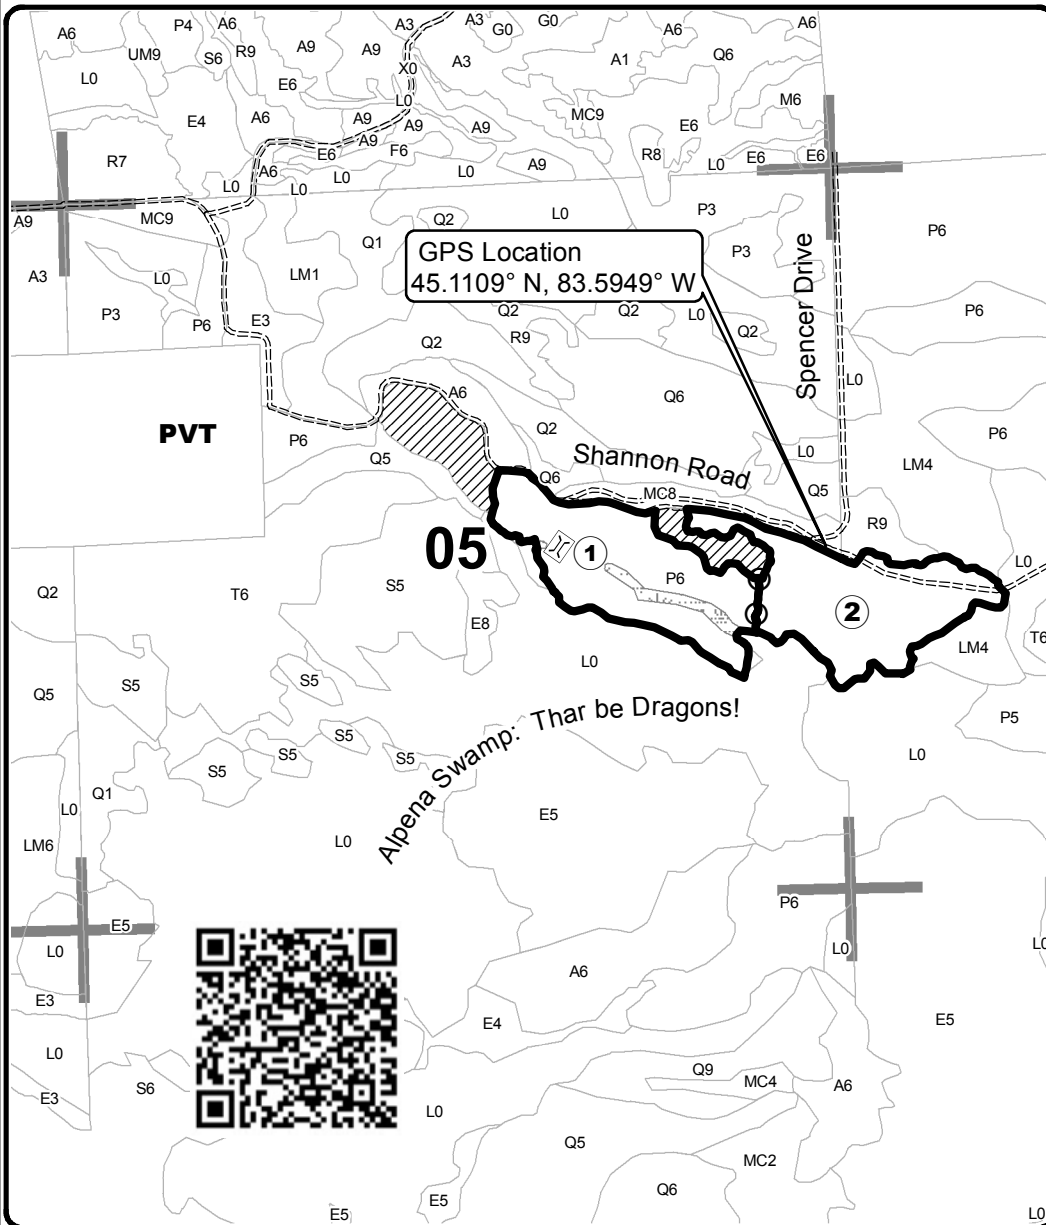 A6
P4
A6
A3
A3
G0
G0
A6
A6
UM9
S6
R9
A9
A9
A3
A1
Q6
L0
E6
X0
L0
M6
E4
A6
A9
A9
A9
A9
MC9
E6
R7
E6
F6
R8
L0
E6
E6
A6
L0
L0
L0
L0
A9
A9
MC9
Q2
L0
P3
P6
Q1
P3
A3
L0
LM1
GPS Location
45.1109° N, 83.5949° W
Spencer Drive
P3
P6
E3
Q2
R9
Q2
L0
Q2
P6
Q2
L0
A6
Q6
PVT
P6
Q2
P6
Q5
Shannon Road
L0
LM4
Q6
MC8
Q5
R9
05
1
L0
Q2
T6
S5
P6
2
E8
LM4
T6
L0
Q5
S5
S5
P5
Alpena Swamp: Thar be Dragons!
S5
S5
S5
S5
L0
Q1
L0
E5
LM6
L0
P6
E5
L0
L0
L0
A6
E3
E4
E5
L0
Q9
MC4
A6
E3
S6
L0
Q5
MC2
Q6
E5
E5
L0